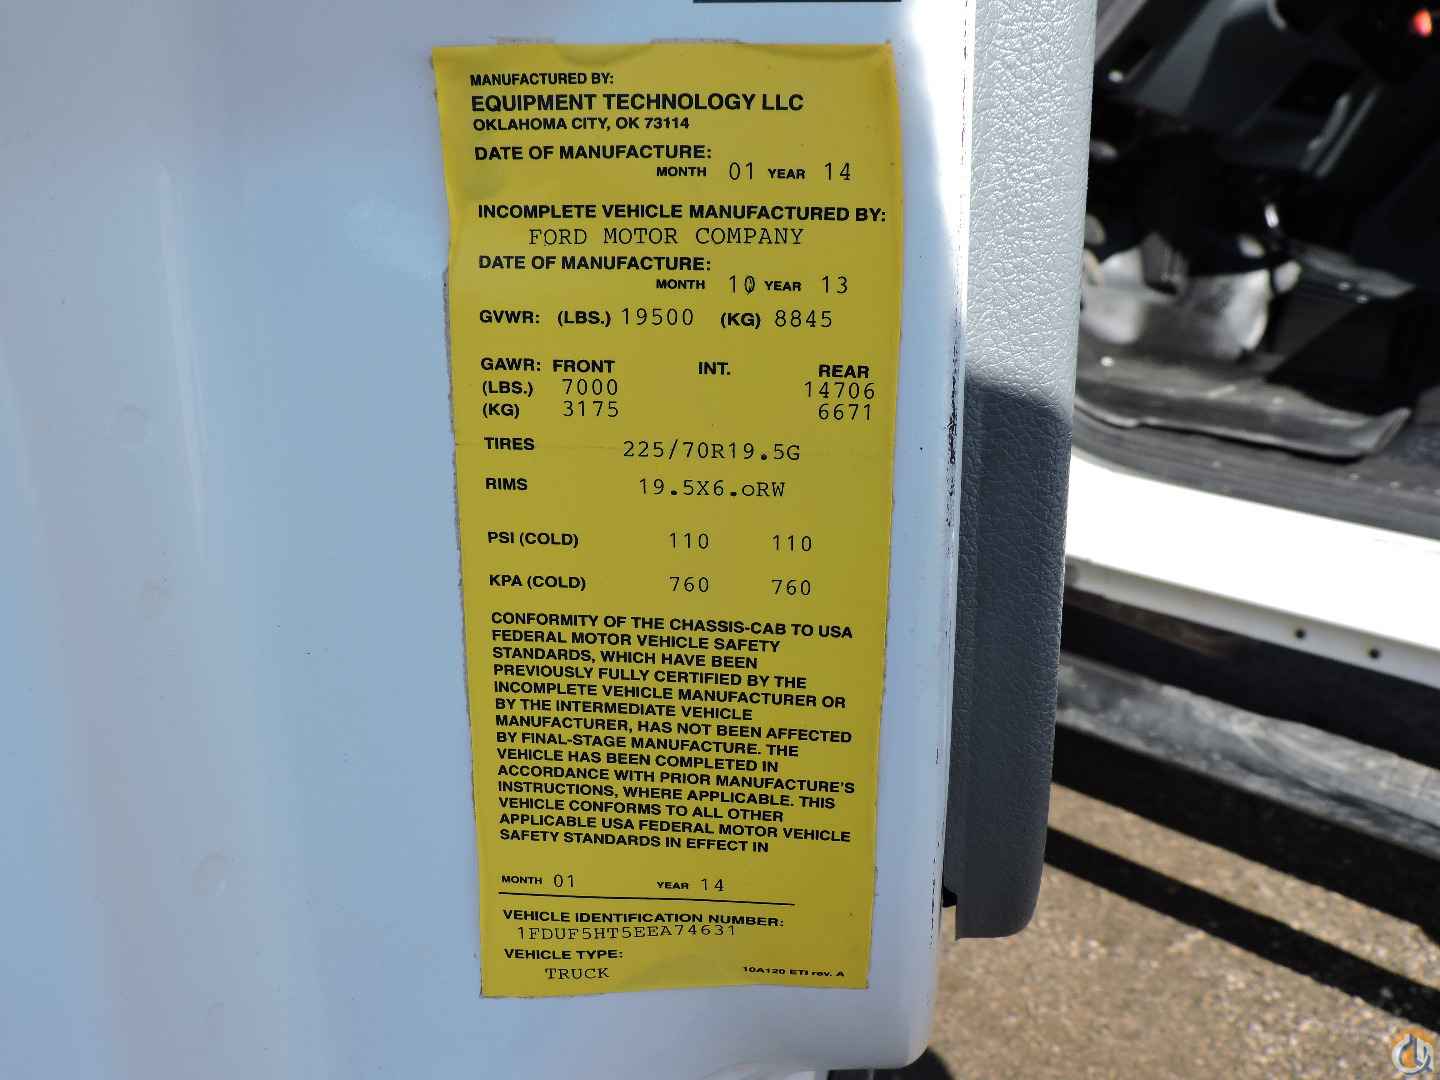 MANUFACTURED BY:
EQUIPMENT TECHNOLOGY LLC
OKLAHOMA CITY, OK 73114
DATE OF MANUFACTURE:
MONTH 01 YEAR 14
INCOMPLETE VEHICLE MANUFACTURED BY:
FORD MOTOR COMPANY
DATE OF MANUFACTURE:
MONTH 10 YEAR 13
GVWR: (LBS.) 19500 (KG) 8845
GAWR: FRONT INT. REAR
(LBS.) 7000 14706
(KG) 3175 6671
TIRES 225/70R19.5G
RIMS 19.5X6.oRW
PSI (COLD) 110 110
KPA (COLD) 760 760
CONFORMITY OF THE CHASSIS-CAB TO USA
FEDERAL MOTOR VEHICLE SAFETY
STANDARDS, WHICH HAVE BEEN
PREVIOUSLY FULLY CERTIFIED BY THE
INCOMPLETE VEHICLE MANUFACTURER OR
BY THE INTERMEDIATE VEHICLE
MANUFACTURER, HAS NOT BEEN AFFECTED
BY FINAL-STAGE MANUFACTURE. THE
VEHICLE HAS BEEN COMPLETED IN
ACCORDANCE WITH PRIOR MANUFACTURE'S
INSTRUCTIONS, WHERE APPLICABLE. THIS
VEHICLE CONFORMS TO ALL OTHER
APPLICABLE USA FEDERAL MOTOR VEHICLE
SAFETY STANDARDS IN EFFECT IN
MONTH 01 YEAR 14
VEHICLE IDENTIFICATION NUMBER:
1FDUF5HT5EEA74631
VEHICLE TYPE:
TRUCK 10A120 ETI rev. A